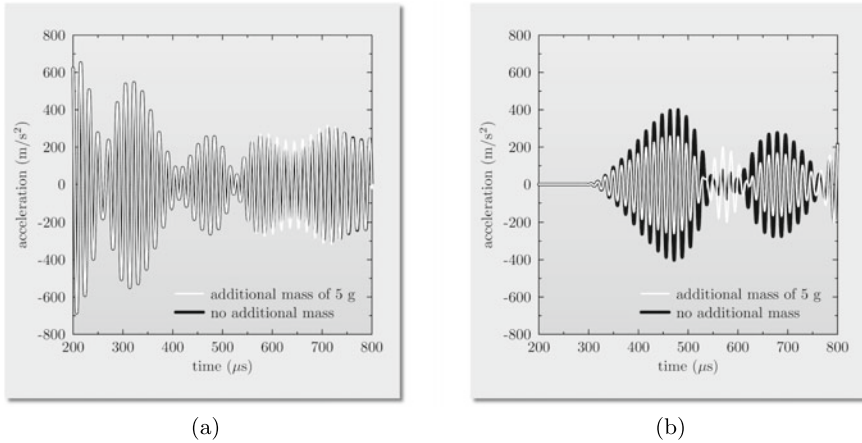 800
600
400
200
0
-200
-400
-600
-800
acceleration (m/s²)
200 300 400 500 600 700 800
time (μs)
additional mass of 5 g
no additional mass
(a)
800
600
400
200
0
-200
-400
-600
-800
acceleration (m/s²)
200 300 400 500 600 700 800
time (μs)
additional mass of 5 g
no additional mass
(b)